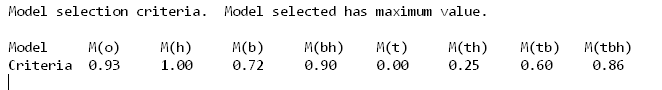 Model selection criteria.  Model selected has maximum value.
Model M(o) M(h) M(b) M(bh) M(t) M(th) M(tb) M(tbh)
Criteria 0.93 1.00 0.72 0.90 0.00 0.25 0.60 0.86